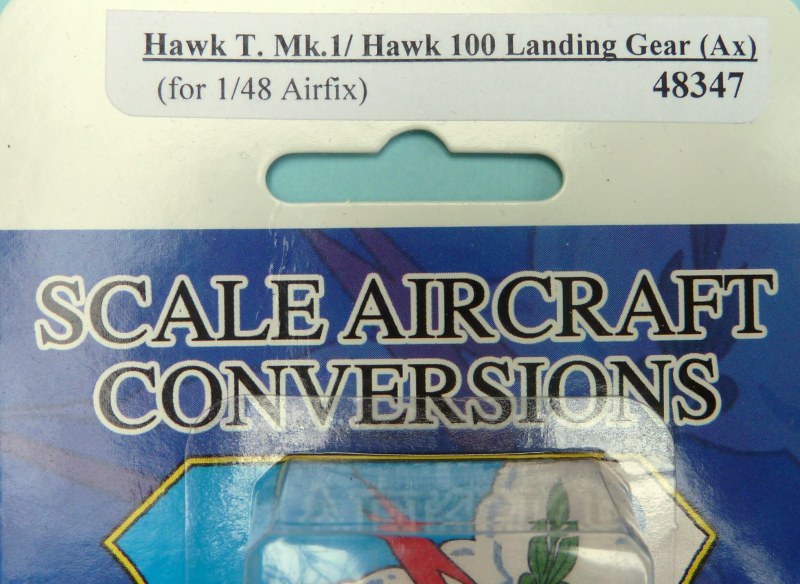 Hawk T. Mk.1/ Hawk 100 Landing Gear (Ax)
(for 1/48 Airfix) 48347
SCALE AIRCRAFT
CONVERSIONS